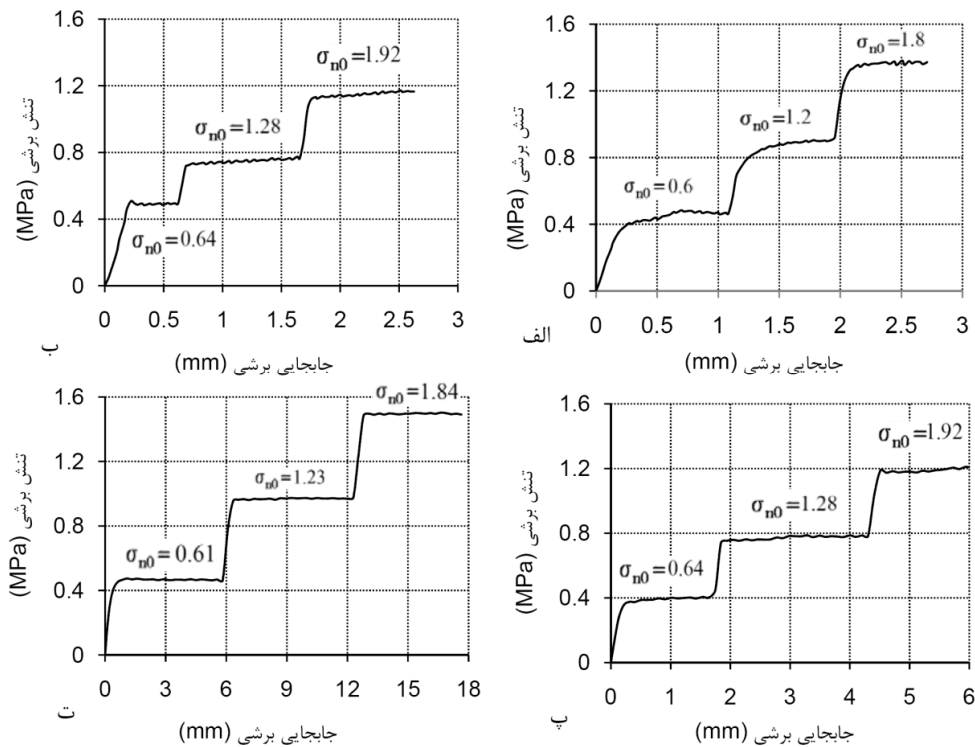 1.6
1.2
0.8
0.4
0
تنش برشی (MPa)
σn0=1.8
σn0=1.2
σn0=0.6
0 0.5 1 1.5 2 2.5 3
جابجایی برشی (mm)
الف
1.6
1.2
0.8
0.4
0
تنش برشی (MPa)
σn0=1.92
σn0=1.28
σn0=0.64
0 0.5 1 1.5 2 2.5 3
جابجایی برشی (mm)
ب
1.6
1.2
0.8
0.4
0
تنش برشی (MPa)
σn0=1.92
σn0=1.28
σn0=0.64
0 1 2 3 4 5 6
جابجایی برشی (mm)
پ
1.6
1.2
0.8
0.4
0
تنش برشی (MPa)
σn0=1.84
σn0=1.23
σn0=0.61
0 3 6 9 12 15 18
جابجایی برشی (mm)
ت